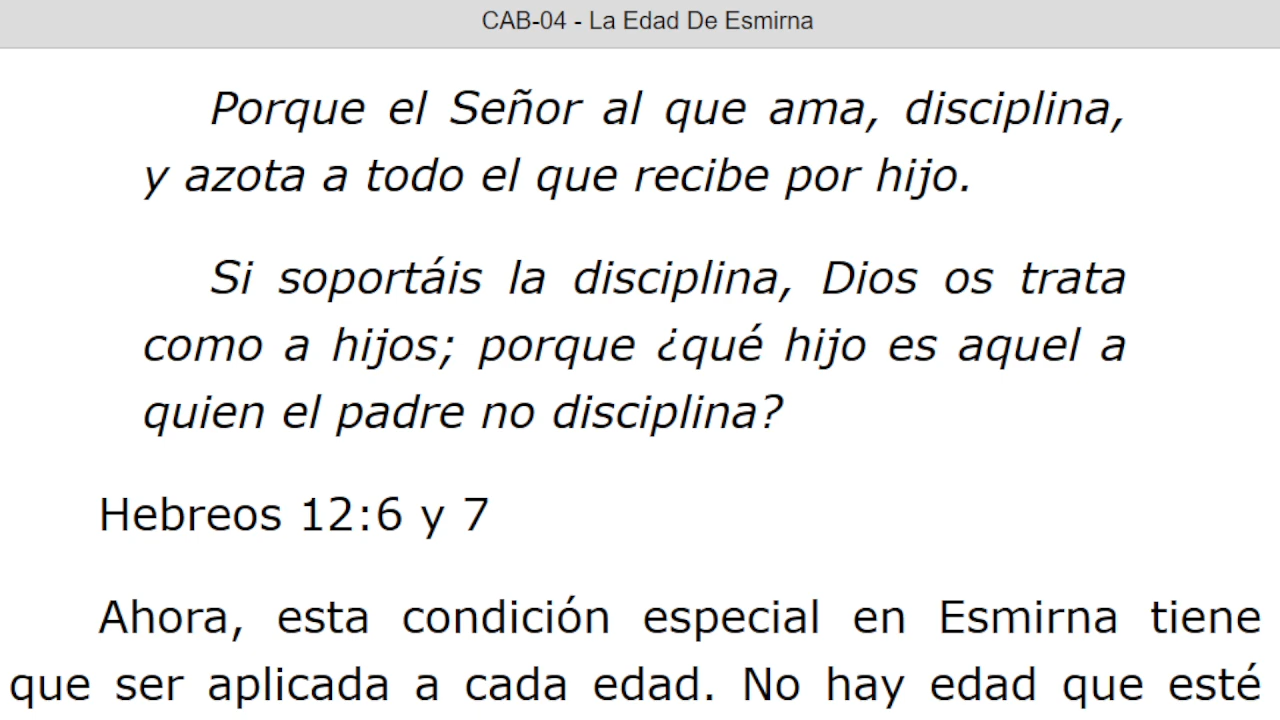 CAB-04 - La Edad De Esmirna
Porque el Señor al que ama, disciplina,
y azota a todo el que recibe por hijo.
Si soportáis la disciplina, Dios os trata
como a hijos; porque ¿qué hijo es aquel a
quien el padre no disciplina?
Hebreos 12:6 y 7
Ahora, esta condición especial en Esmirna tiene
que ser aplicada a cada edad. No hay edad que esté